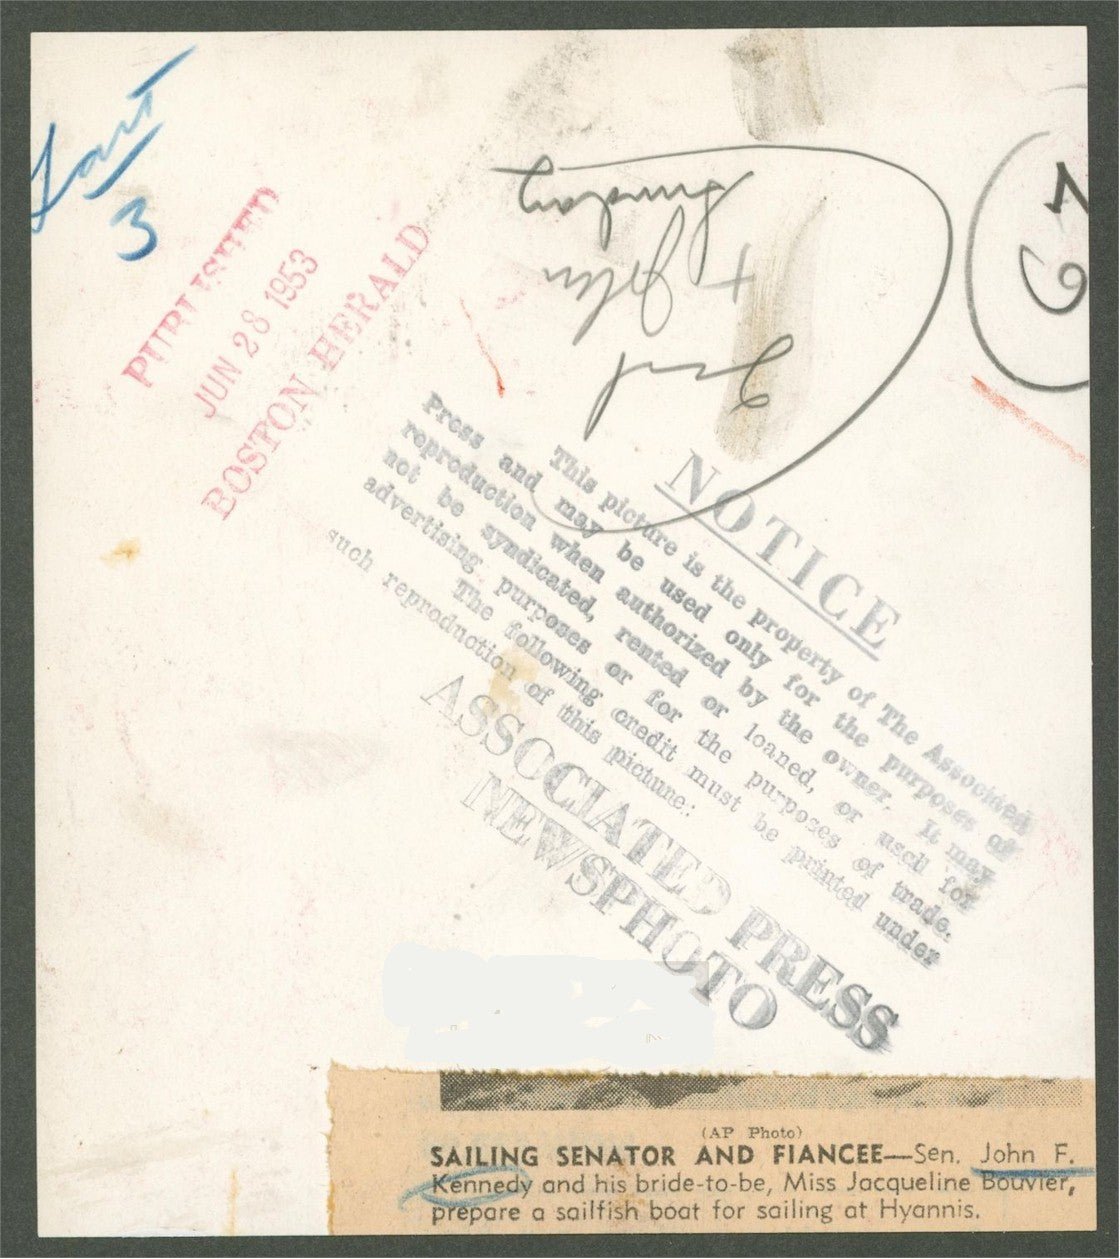 3
PUBLISHED
JUN 28 1953
BOSTON HERALD
Sunday
+ John
NOTICE
This picture is the property of The Associated
Press and may be used only for the purposes of
reproduction when authorized by the owner. It may
not be syndicated, rented or loaned, or used for
advertising purposes or for the purposes of trade.
The following credit must be printed under
such reproduction of this picture:
ASSOCIATED PRESS
NEWSPHOTO
(AP Photo)
SAILING SENATOR AND FIANCEE—Sen. John F.
Kennedy and his bride-to-be, Miss Jacqueline Bouvier,
prepare a sailfish boat for sailing at Hyannis.